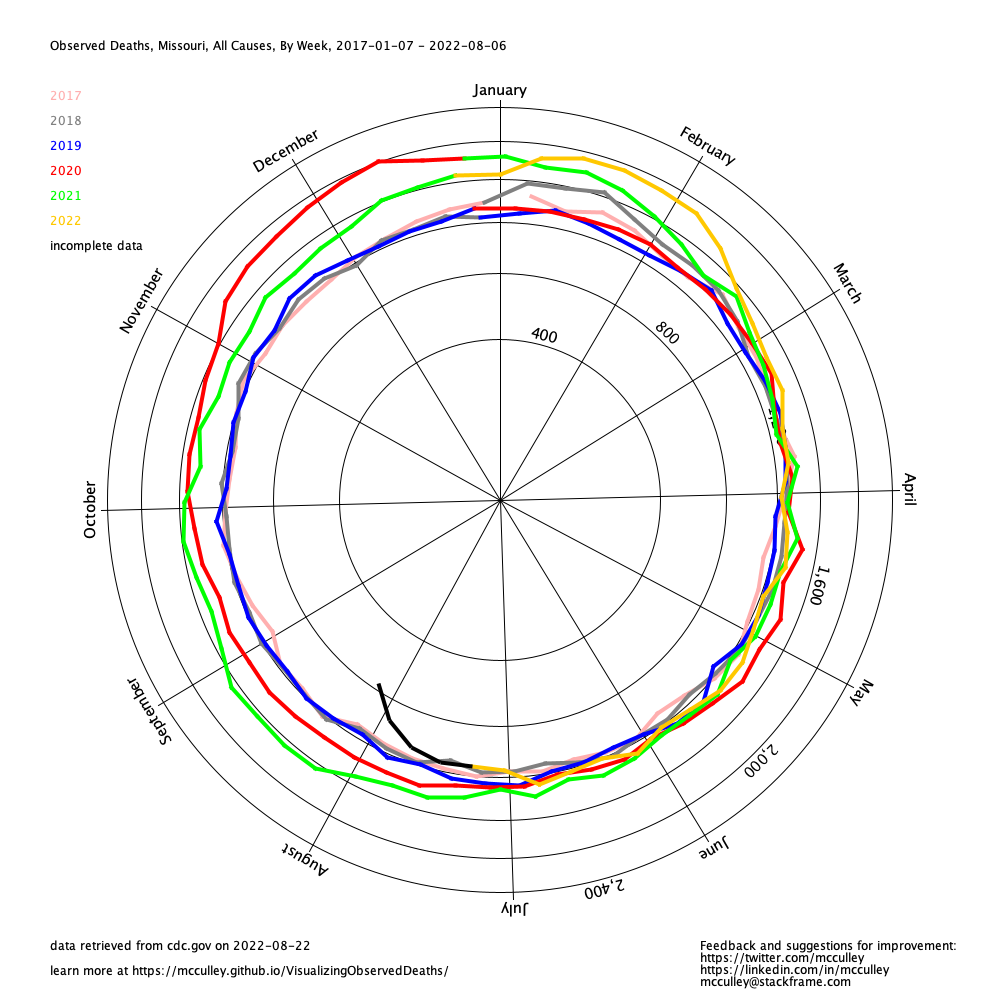 Observed Deaths, Missouri, All Causes, By Week, 2017-01-07 - 2022-08-06
January
2017
2018
2019
2020
2021
2022
incomplete data
December
February
November
March
400
800
October
April
1,600
September
May
2,000
August
June
2,400
July
data retrieved from cdc.gov on 2022-08-22
learn more at https://mcculley.github.io/VisualizingObservedDeaths/
Feedback and suggestions for improvement:
https://twitter.com/mcculley
https://linkedin.com/in/mcculley
mcculley@stackframe.com